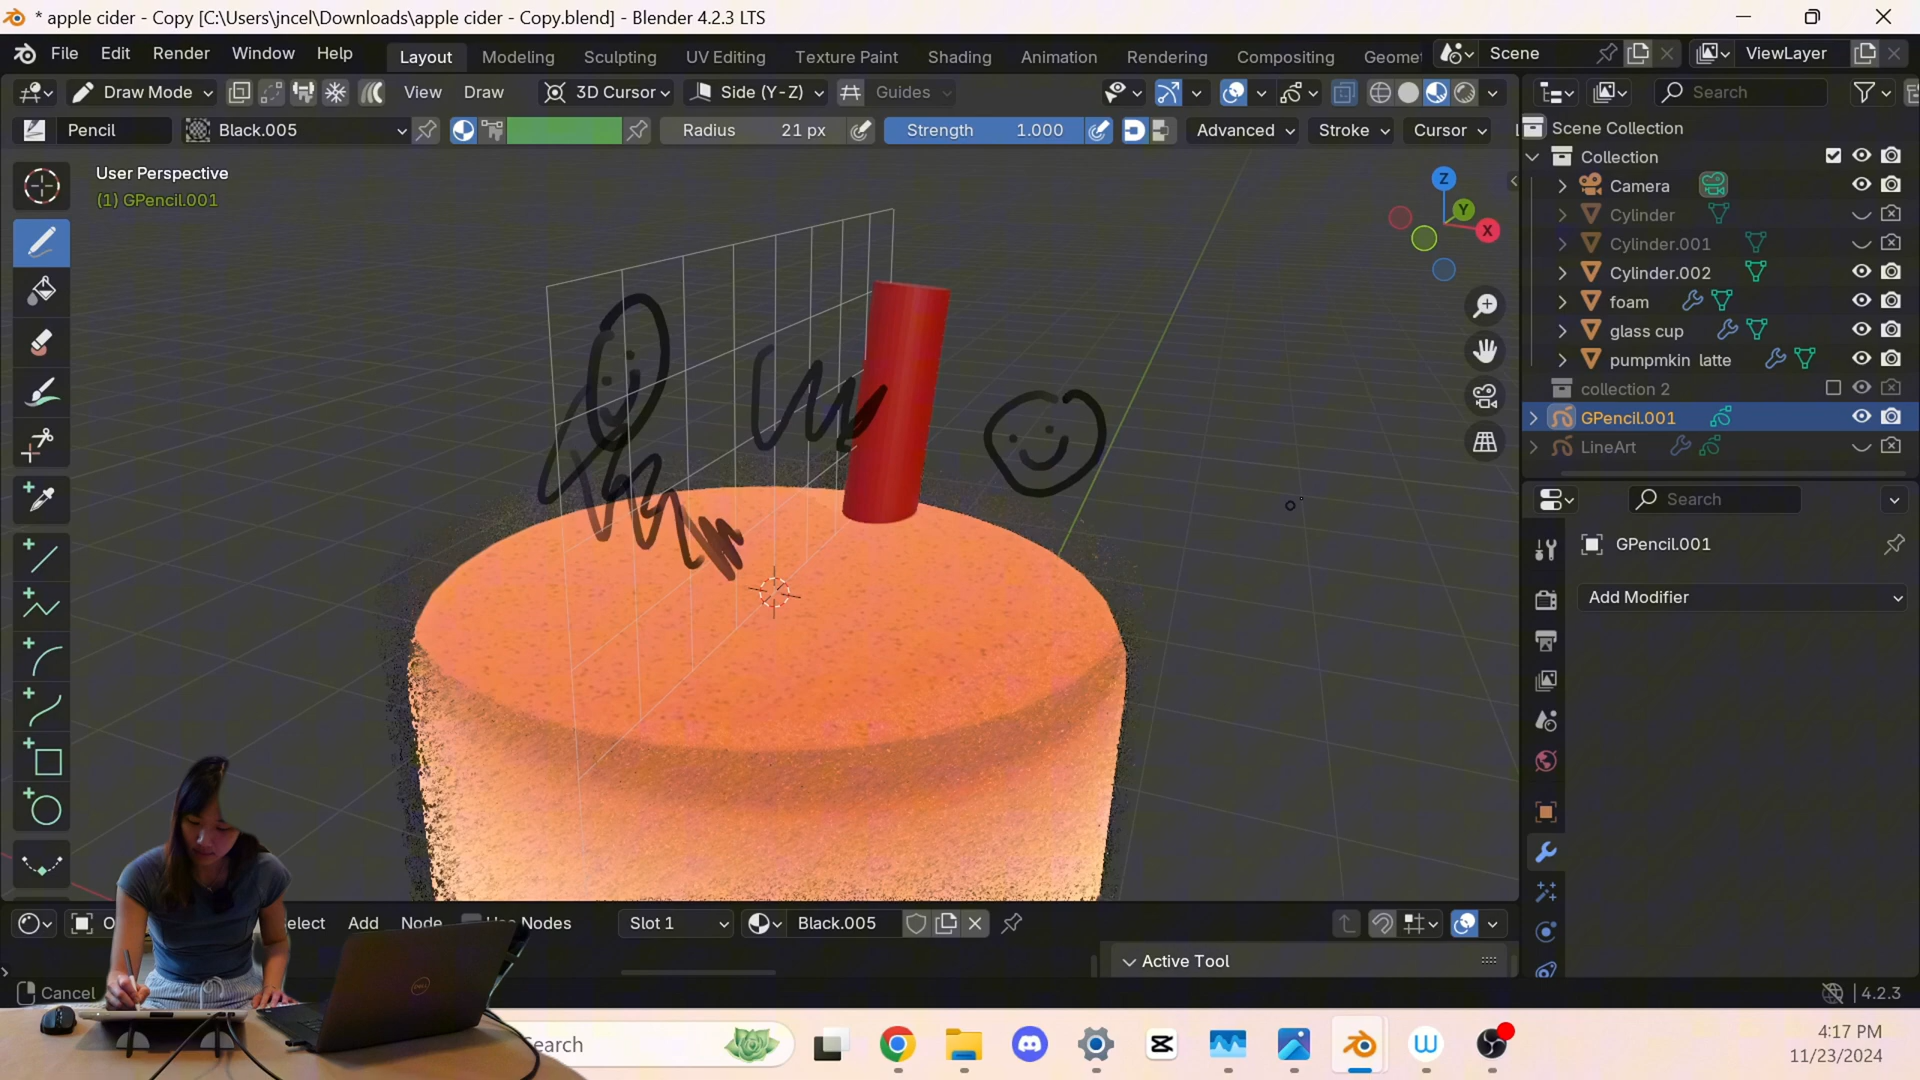 * apple cider - Copy [C:\Users\jncel\Downloads\apple cider - Copy.blend] - Blender 4.2.3 LTS
File Edit Render Window Help Layout Modeling Sculpting UV Editing Texture Paint Shading Animation Rendering Compositing Geomet Scene ViewLayer
Draw Mode View Draw 3D Cursor Side (Y-Z) Guides Search
Pencil Black.005 Radius 21 px Strength 1.000 Advanced Stroke Cursor
Scene Collection
Collection
User Perspective
(1) GPencil.001
Camera
Cylinder
Cylinder.001
Cylinder.002
foam
glass cup
pumpmkin latte
collection 2
GPencil.001
LineArt
Z
Y
X
Search
GPencil.001
Add Modifier
O elect Add Node Nodes Slot 1 Black.005
Active Tool
Cancel
4.2.3
earch
4:17 PM
11/23/2024